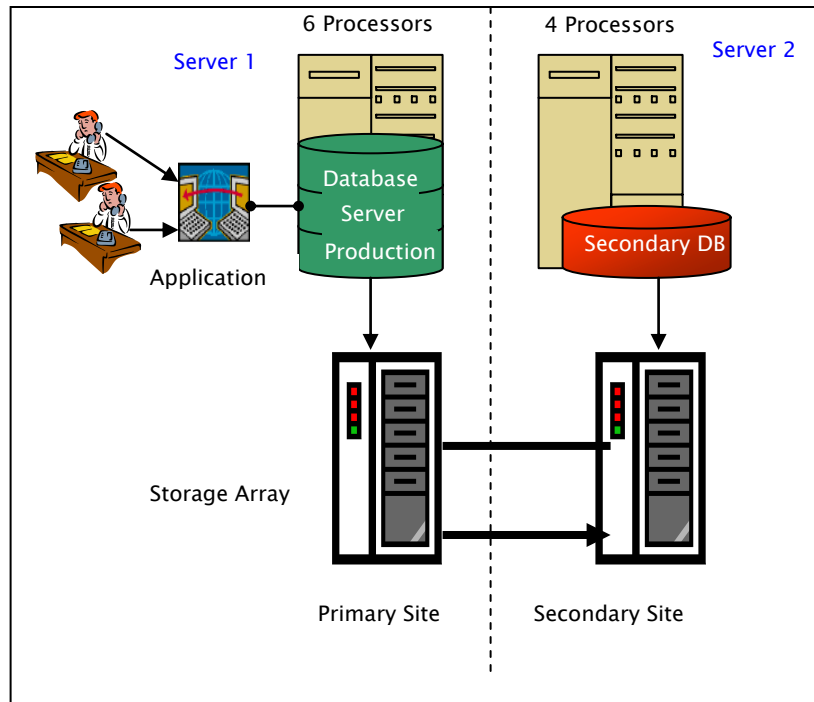 6 Processors
4 Processors
Server 1
Server 2
Database
Server
Production
Secondary DB
Application
Storage Array
Primary Site
Secondary Site